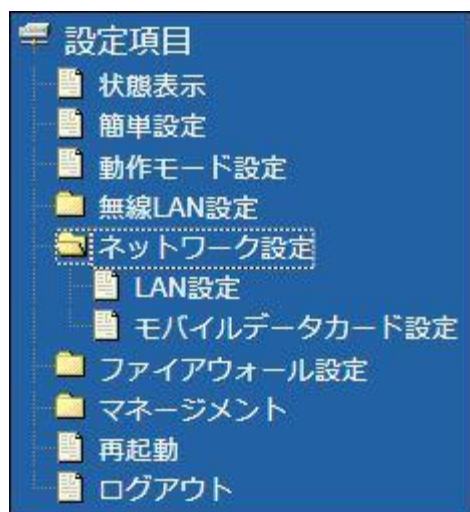 設定項目
状態表示
簡単設定
動作モード設定
無線LAN設定
ネットワーク設定
LAN設定
モバイルデータカード設定
ファイアウォール設定
マネージメント
再起動
ログアウト